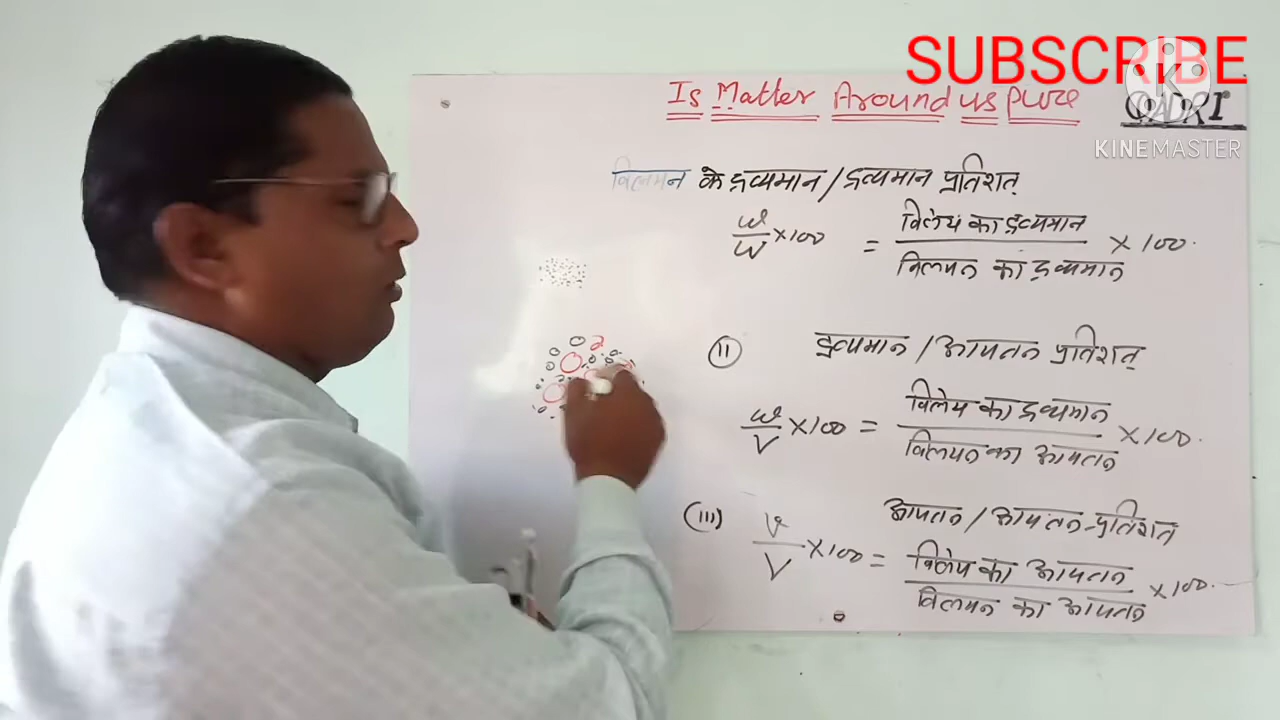 SUBSCRIBE
Is Matter Around us pure
KINEMASTER
विलयन के द्रव्यमान / द्रव्यमान प्रतिशत्
w/W × 100 = विलेय का द्रव्यमान / विलयन का द्रव्यमान × 100.
(II) द्रव्यमान / आयतन प्रतिशत्
w/V × 100 = विलेय का द्रव्यमान / विलयन का आयतन × 100.
(III) आयतन / आयतन प्रतिशत
v/V × 100 = विलेय का आयतन / विलयन का आयतन × 100.